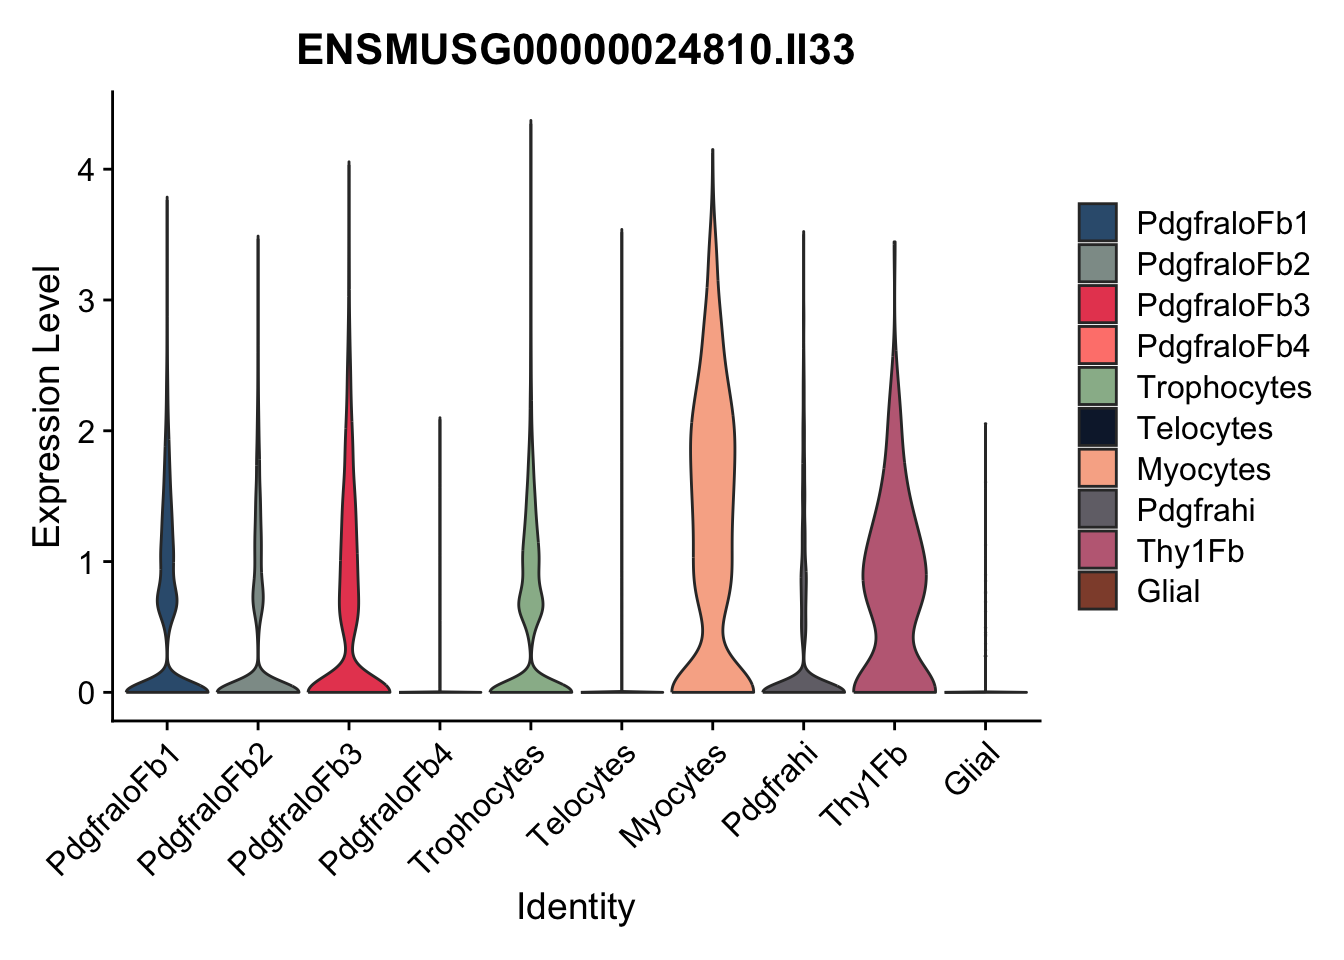 ENSMUSG00000024810.Il33
Expression Level
4
3
2
1
0
PdgfraloFb1
PdgfraloFb2
PdgfraloFb3
PdgfraloFb4
Trophocytes
Telocytes
Myocytes
Pdgfrahi
Thy1Fb
Glial
Identity
PdgfraloFb1
PdgfraloFb2
PdgfraloFb3
PdgfraloFb4
Trophocytes
Telocytes
Myocytes
Pdgfrahi
Thy1Fb
Glial